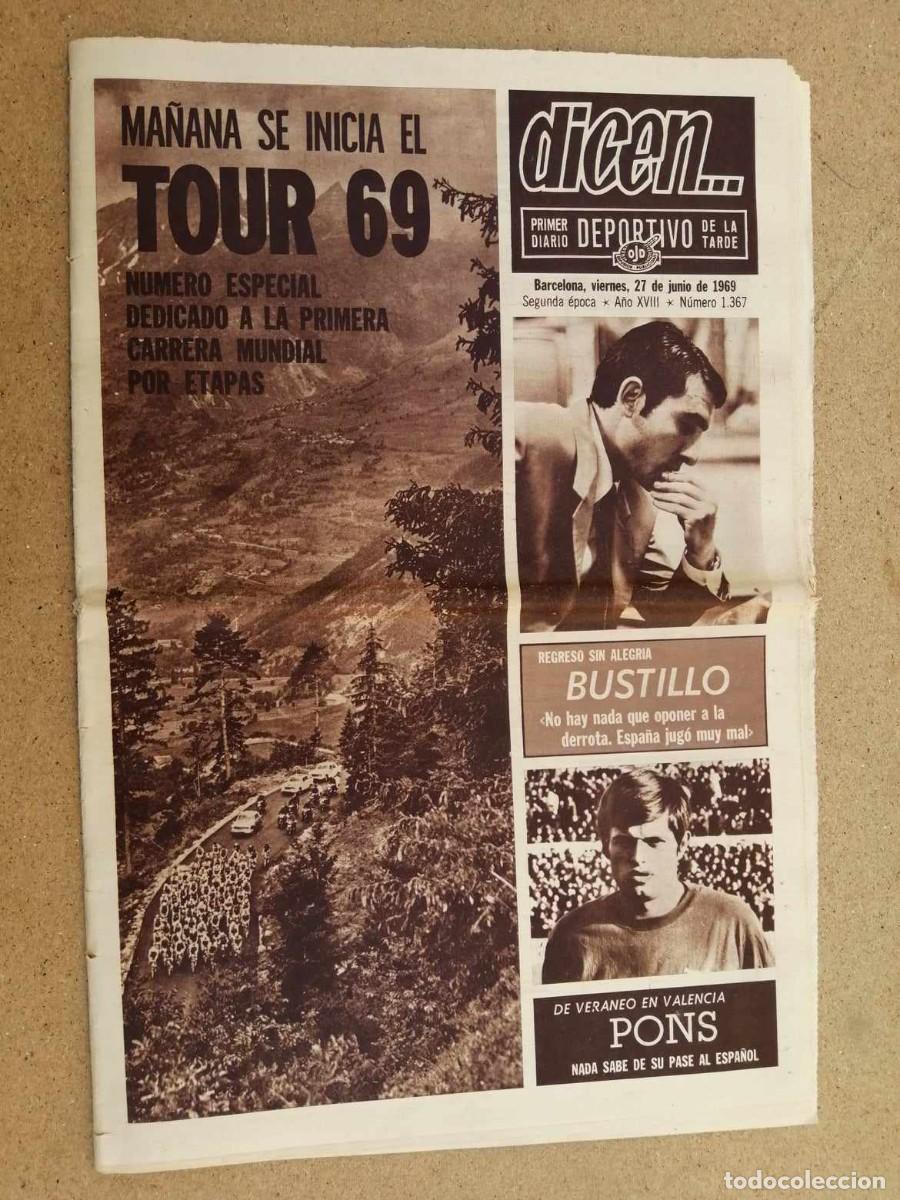 MAÑANA SE INICIA EL
TOUR 69
NUMERO ESPECIAL
DEDICADO A LA PRIMERA
CARRERA MUNDIAL
POR ETAPAS
dicen...
PRIMER
DIARIO
DEPORTIVO
DE LA
TARDE
OJD
Barcelona, viernes, 27 de junio de 1969
Segunda época ★ Año XVIII ★ Número 1.367
REGRESO SIN ALEGRIA
BUSTILLO
‹No hay nada que oponer a la
derrota. España jugó muy mal›
DE VERANEO EN VALENCIA
PONS
NADA SABE DE SU PASE AL ESPAÑOL
todocoleccion